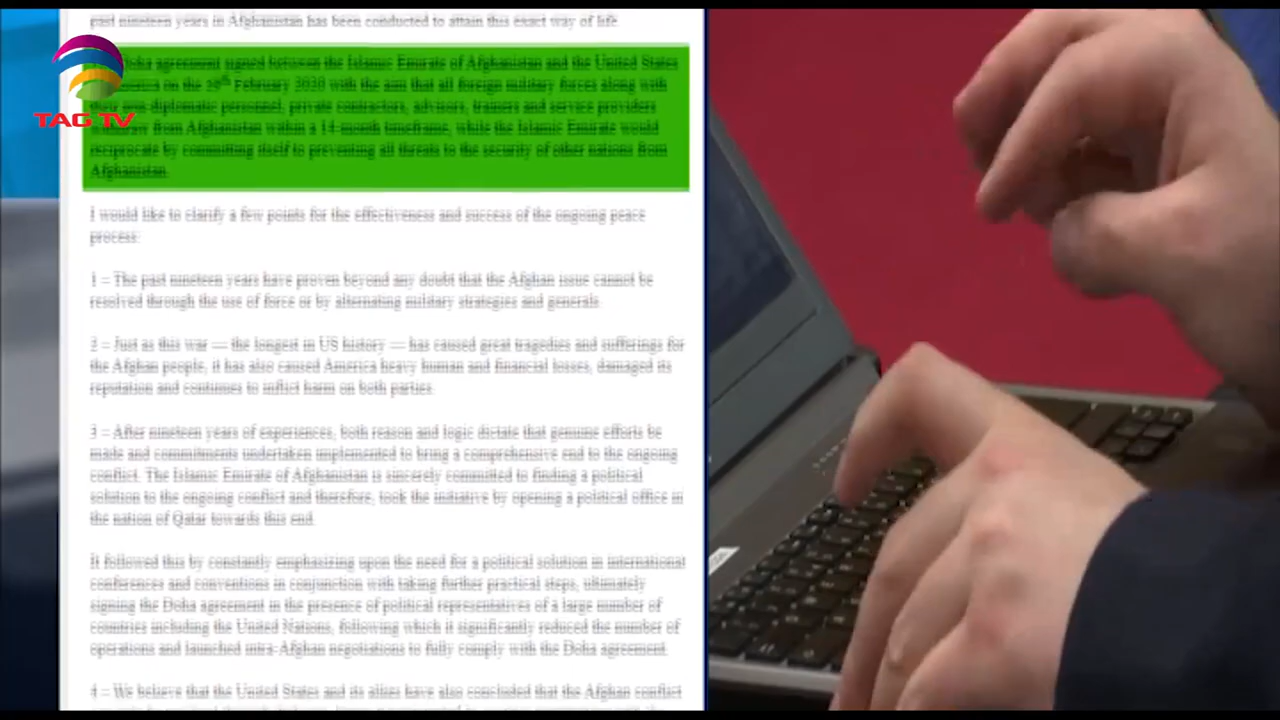 past nineteen years in Afghanistan has been conducted to attain this exact way of life.
Doha agreement signed between the Islamic Emirate of Afghanistan and the United States
on the 29th February 2020 with the aim that all foreign military forces along with
their non-diplomatic personnel, private contractors, advisors, trainers and service providers
withdraw from Afghanistan within a 14-month timeframe, while the Islamic Emirate would
reciprocate by committing itself to preventing all threats to the security of other nations from
Afghanistan.
TAG TV
I would like to clarify a few points for the effectiveness and success of the ongoing peace
process:
1 – The past nineteen years have proven beyond any doubt that the Afghan issue cannot be
resolved through the use of force or by alternating military strategies and generals.
2 – Just as this war — the longest in US history — has caused great tragedies and sufferings for
the Afghan people, it has also caused America heavy human and financial losses, damaged its
reputation and continues to inflict harm on both parties.
3 – After nineteen years of experiences, both reason and logic dictate that genuine efforts be
made and commitments undertaken implemented to bring a comprehensive end to the ongoing
conflict. The Islamic Emirate of Afghanistan is sincerely committed to finding a political
solution to the ongoing conflict and therefore, took the initiative by opening a political office in
the nation of Qatar towards this end.
It followed this by constantly emphasizing upon the need for a political solution in international
conferences and conventions in conjunction with taking further practical steps, ultimately
signing the Doha agreement in the presence of political representatives of a large number of
countries including the United Nations, following which it significantly reduced the number of
operations and launched intra-Afghan negotiations to fully comply with the Doha agreement.
4 – We believe that the United States and its allies have also concluded that the Afghan conflict